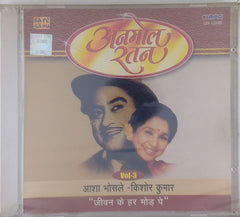 अनमोल
रतन
Vol-3
आशा भोसले - किशोर कुमार
"जीवन के हर मोड़ पे"